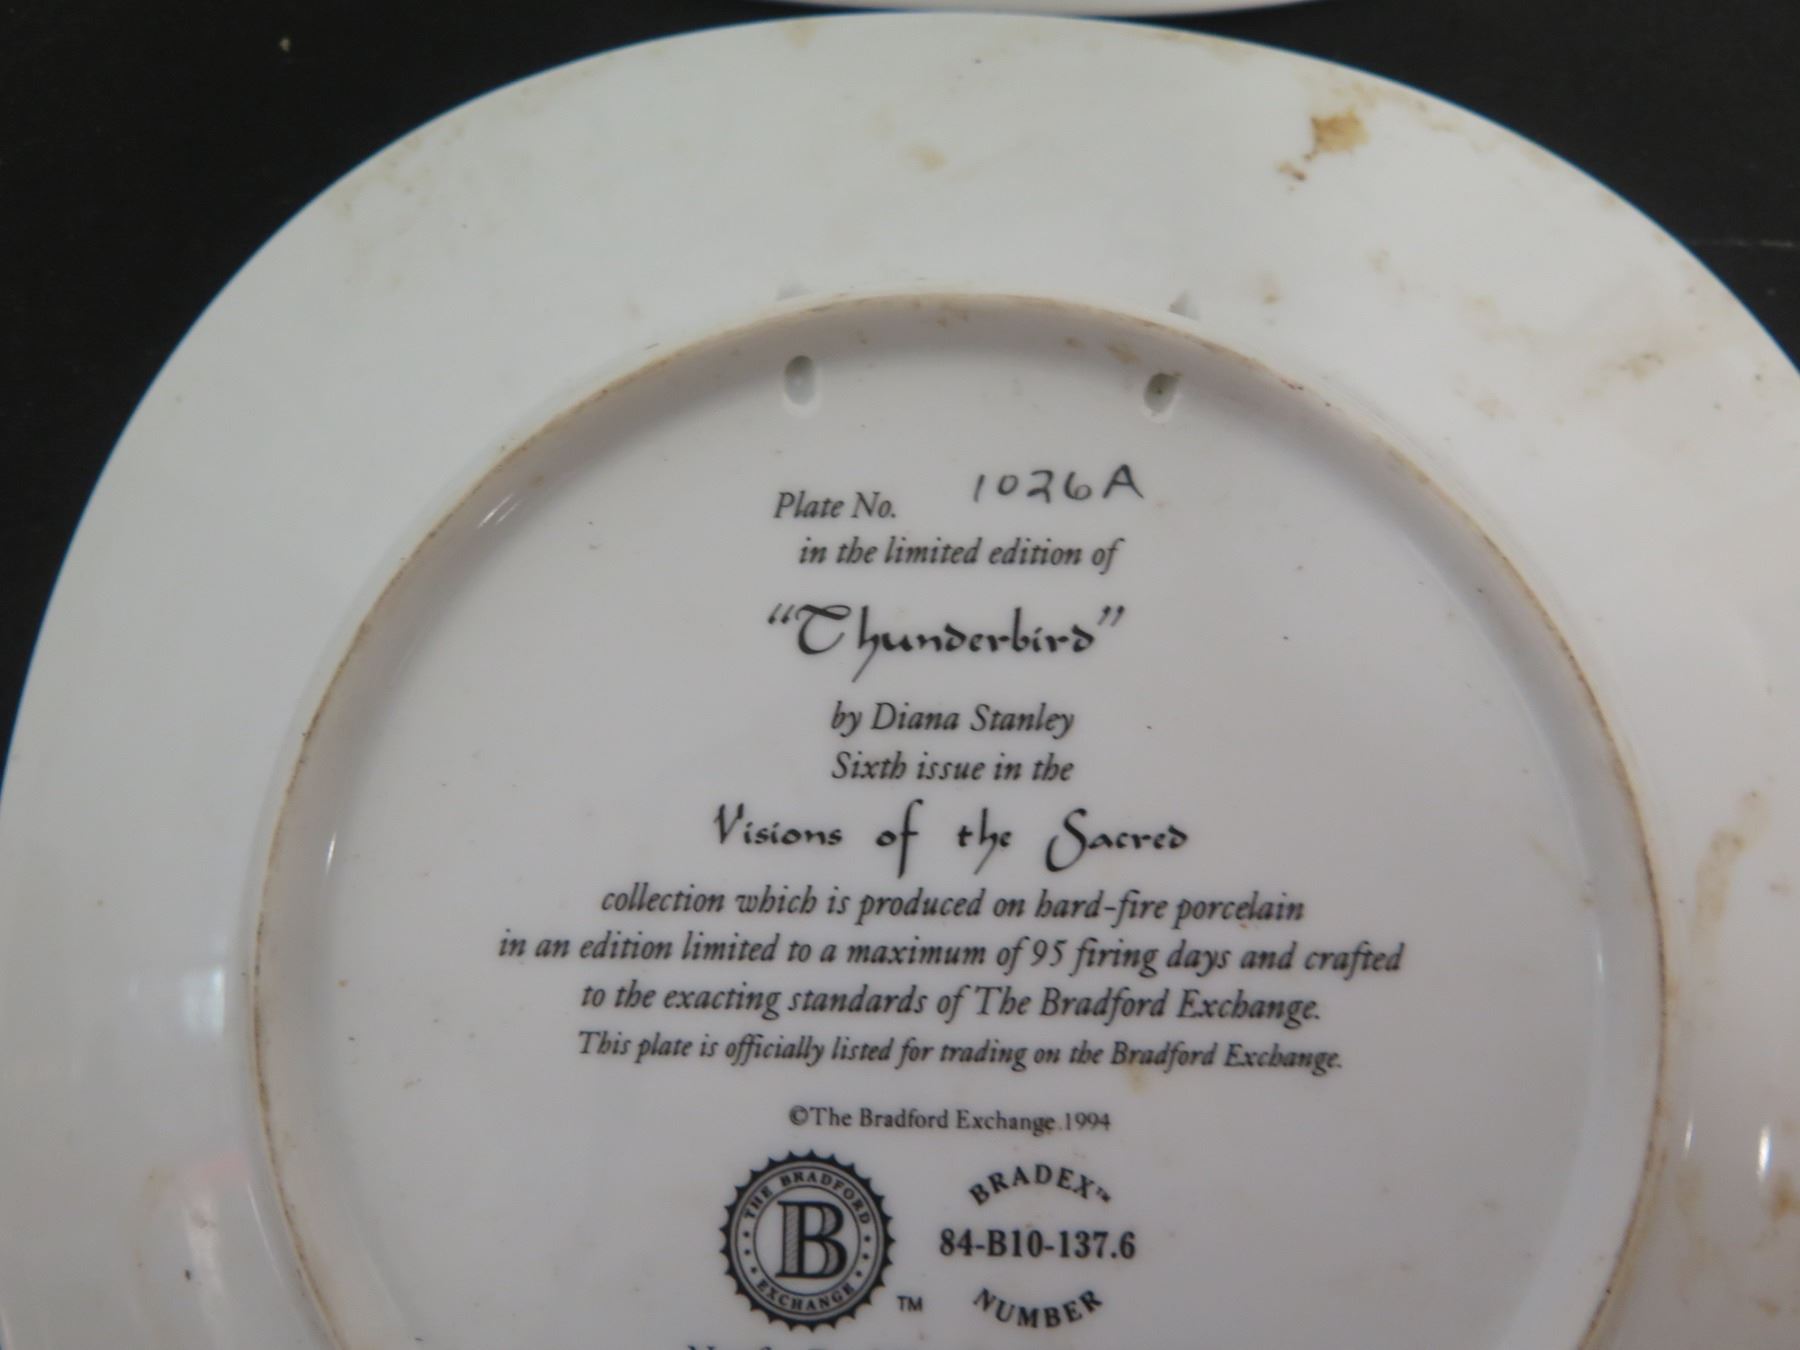 Plate No. 1026A
in the limited edition of
“Thunderbird”
by Diana Stanley
Sixth issue in the
Visions of the Sacred
collection which is produced on hard-fire porcelain
in an edition limited to a maximum of 95 firing days and crafted
to the exacting standards of The Bradford Exchange.
This plate is officially listed for trading on the Bradford Exchange.
©The Bradford Exchange 1994
THE BRADFORD
B
EXCHANGE
TM
BRADEX™
84-B10-137.6
NUMBER